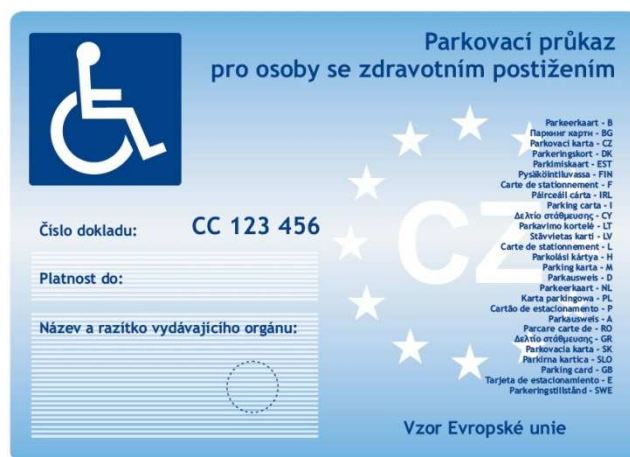 Parkovací průkaz
pro osoby se zdravotním postižením
Parkeerkaart - B
Паркинг карти - BG
Parkovací karta - CZ
Parkeringskort - DK
Parkimiskaart - EST
Pysäköintiluvassa - FIN
Carte de stationnement - F
Páirceáil cárta - IRL
Parking carta - I
Δελτίο στάθμευσης - CY
Parkavimo kortelė - LT
Stāvvietas karti - LV
Carte de stationnement - L
Parkolási kártya - H
Parking karta - M
Parkausweis - D
Parkeerkaart - NL
Karta parkingowa - PL
Cartão de estacionamento - P
Parkausweis - A
Parcare carte de - RO
Δελτίο στάθμευσης - GR
Parkovacia karta - SK
Parkirna kartica - SLO
Parking card - GB
Tarjeta de estacionamiento - E
Parkeringstillstånd - SWE
CZ
Číslo dokladu: CC 123 456
Platnost do:
Název a razítko vydávajícího orgánu:
Vzor Evropské unie